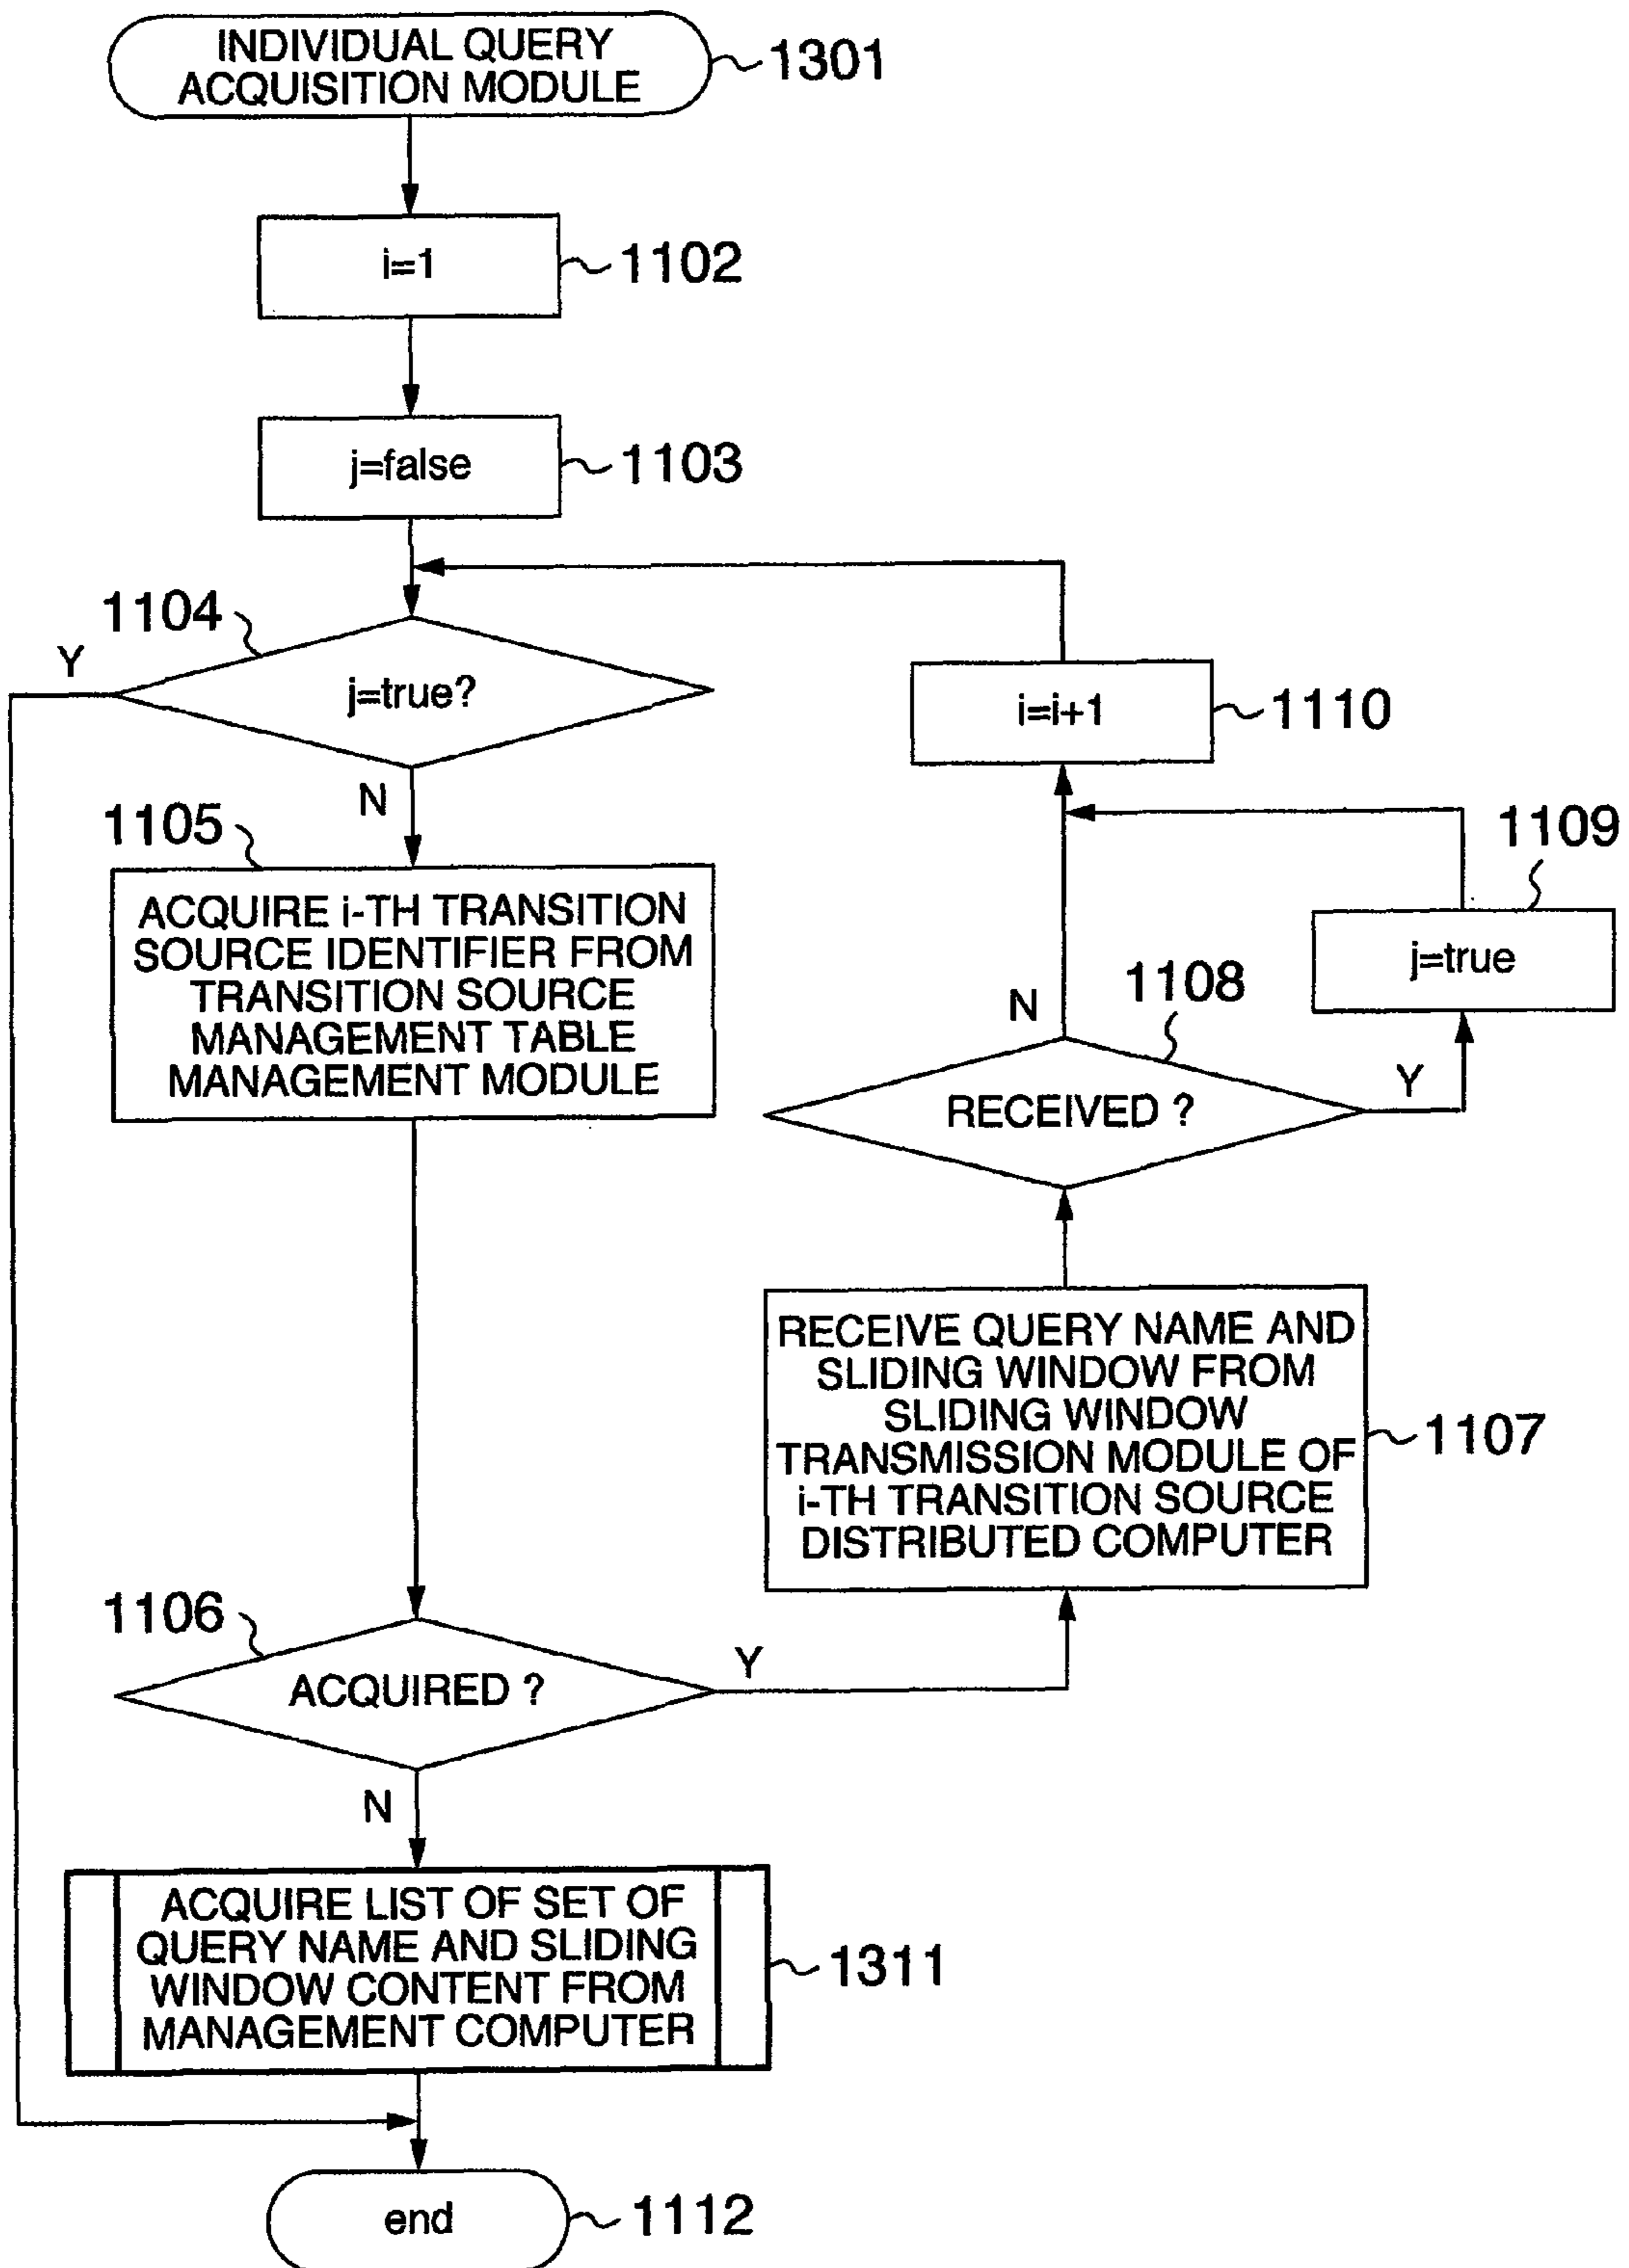 INDIVIDUAL QUERY
ACQUISITION MODULE
1301
i=1
1102
j=false
1103
1104
Y
j=true?
N
i=i+1
1110
1105
ACQUIRE i-TH TRANSITION
SOURCE IDENTIFIER FROM
TRANSITION SOURCE
MANAGEMENT TABLE
MANAGEMENT MODULE
1109
j=true
1108
N
Y
RECEIVED ?
RECEIVE QUERY NAME AND
SLIDING WINDOW FROM
SLIDING WINDOW
TRANSMISSION MODULE OF
i-TH TRANSITION SOURCE
DISTRIBUTED COMPUTER
1107
1106
ACQUIRED ?
Y
N
ACQUIRE LIST OF SET OF
QUERY NAME AND SLIDING
WINDOW CONTENT FROM
MANAGEMENT COMPUTER
1311
end
1112